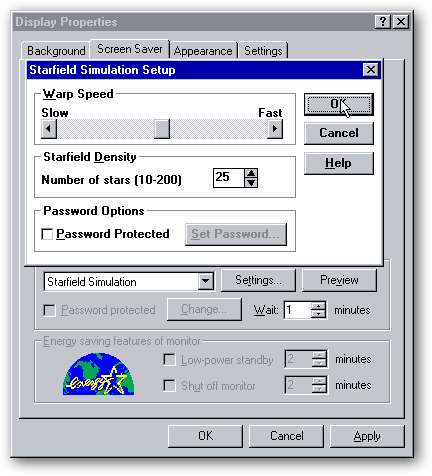 Display Properties
Background Screen Saver Appearance Settings
Starfield Simulation Setup
Warp Speed
Slow Fast
OK
Cancel
Help
Starfield Density
Number of stars (10-200) 25
Password Options
Password Protected Set Password...
Starfield Simulation Settings... Preview
Password protected Change... Wait: 1 minutes
Energy saving features of monitor
energy
Low-power standby 2 minutes
Shut off monitor 2 minutes
OK Cancel Apply